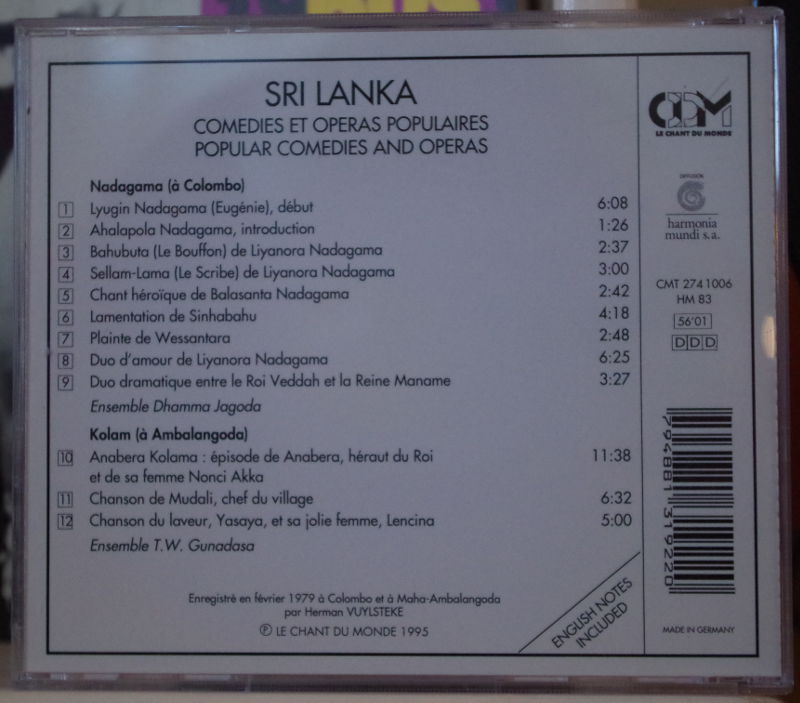 SRI LANKA
COMEDIES ET OPERAS POPULAIRES
POPULAR COMEDIES AND OPERAS
Nadagama (à Colombo)
1 Lyugin Nadagama (Eugénie), début 6:08
2 Ahalapola Nadagama, introduction 1:26
3 Bahubuta (Le Bouffon) de Liyanora Nadagama 2:37
4 Sellam-Lama (Le Scribe) de Liyanora Nadagama 3:00
5 Chant héroïque de Balasanta Nadagama 2:42
6 Lamentation de Sinhabahu 4:18
7 Plainte de Wessantara 2:48
8 Duo d'amour de Liyanora Nadagama 6:25
9 Duo dramatique entre le Roi Veddah et la Reine Maname 3:27
Ensemble Dhamma Jagoda
Kolam (à Ambalangoda)
10 Anabera Kolama : épisode de Anabera, héraut du Roi 11:38
et de sa femme Nonci Akka
11 Chanson de Mudali, chef du village 6:32
12 Chanson du laveur, Yasaya, et sa jolie femme, Lencina 5:00
Ensemble T.W. Gunadasa
Enregistré en février 1979 à Colombo et à Maha-Ambalangoda
par Herman VUYLSTEKE
℗ LE CHANT DU MONDE 1995
ENGLISH NOTES
INCLUDED
CDM
LE CHANT DU MONDE
DIFFUSION
harmonia
mundi s.a.
CMT 274 1006
HM 83
56'01
DDD
794881 319220
MADE IN GERMANY